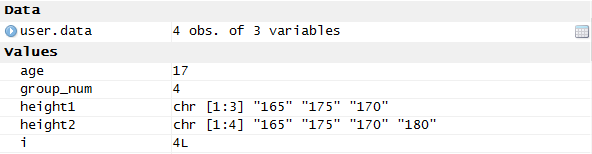 Data
user.data 4 obs. of 3 variables
Values
age 17
group_num 4
height1 chr [1:3] "165" "175" "170"
height2 chr [1:4] "165" "175" "170" "180"
i 4L